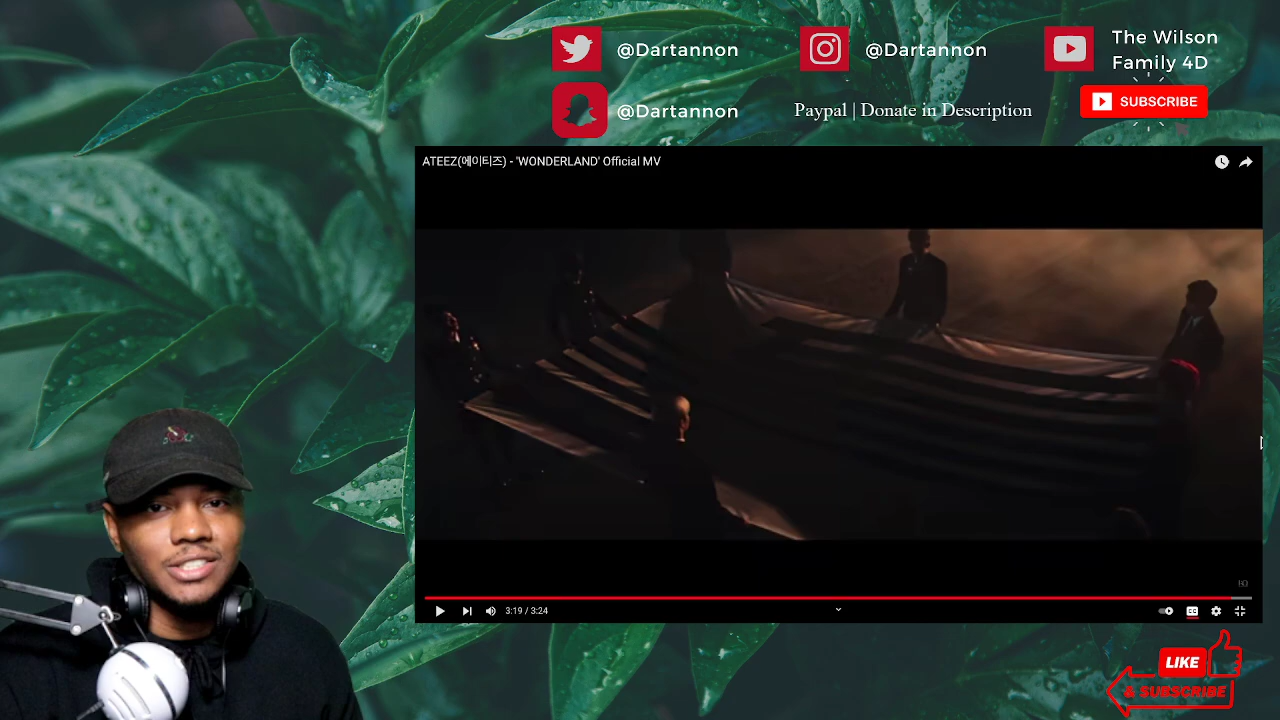 @Dartannon
@Dartannon
The Wilson
Family 4D
@Dartannon
Paypal | Donate in Description
SUBSCRIBE
ATEEZ(에이티즈) - 'WONDERLAND' Official MV
3:19 / 3:24
CC
LIKE
& SUBSCRIBE